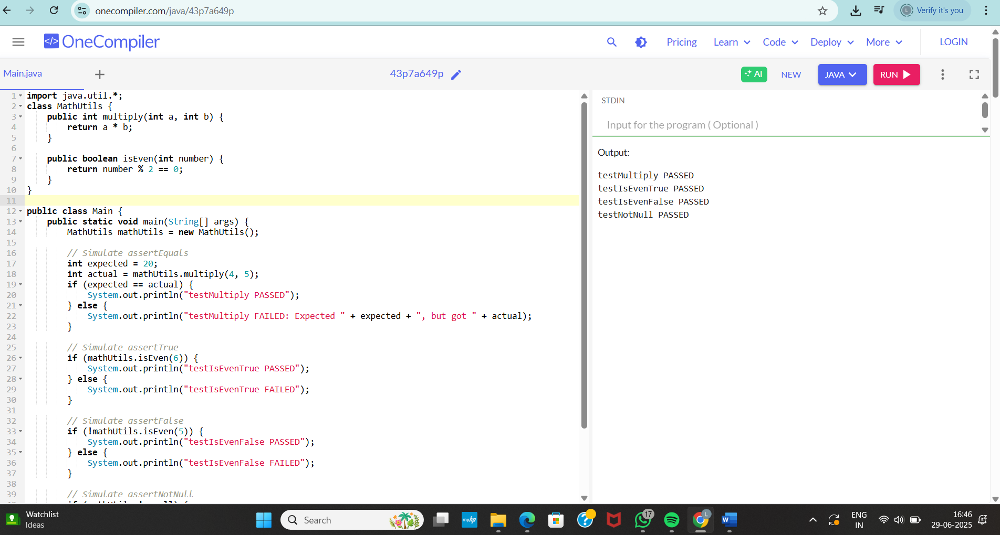 onecompiler.com/java/43p7a649p
Verify it's you
</> OneCompiler
Pricing
Learn
Code
Deploy
More
LOGIN
Main.java
43p7a649p
AI
NEW
JAVA
RUN
1 import java.util.*;
2 class MathUtils {
3     public int multiply(int a, int b) {
4         return a * b;
5     }
6
7     public boolean isEven(int number) {
8         return number % 2 == 0;
9     }
10 }
11
12 public class Main {
13     public static void main(String[] args) {
14         MathUtils mathUtils = new MathUtils();
15
16         // Simulate assertEquals
17         int expected = 20;
18         int actual = mathUtils.multiply(4, 5);
19         if (expected == actual) {
20             System.out.println("testMultiply PASSED");
21         } else {
22             System.out.println("testMultiply FAILED: Expected " + expected + ", but got " + actual);
23         }
24
25         // Simulate assertTrue
26         if (mathUtils.isEven(6)) {
27             System.out.println("testIsEvenTrue PASSED");
28         } else {
29             System.out.println("testIsEvenTrue FAILED");
30         }
31
32         // Simulate assertFalse
33         if (!mathUtils.isEven(5)) {
34             System.out.println("testIsEvenFalse PASSED");
35         } else {
36             System.out.println("testIsEvenFalse FAILED");
37         }
38
39         // Simulate assertNotNull
STDIN
Input for the program ( Optional )
Output:
testMultiply PASSED
testIsEvenTrue PASSED
testIsEvenFalse PASSED
testNotNull PASSED
Watchlist
Ideas
Search
myhp
17
L
W
ENG
IN
16:46
29-06-2025